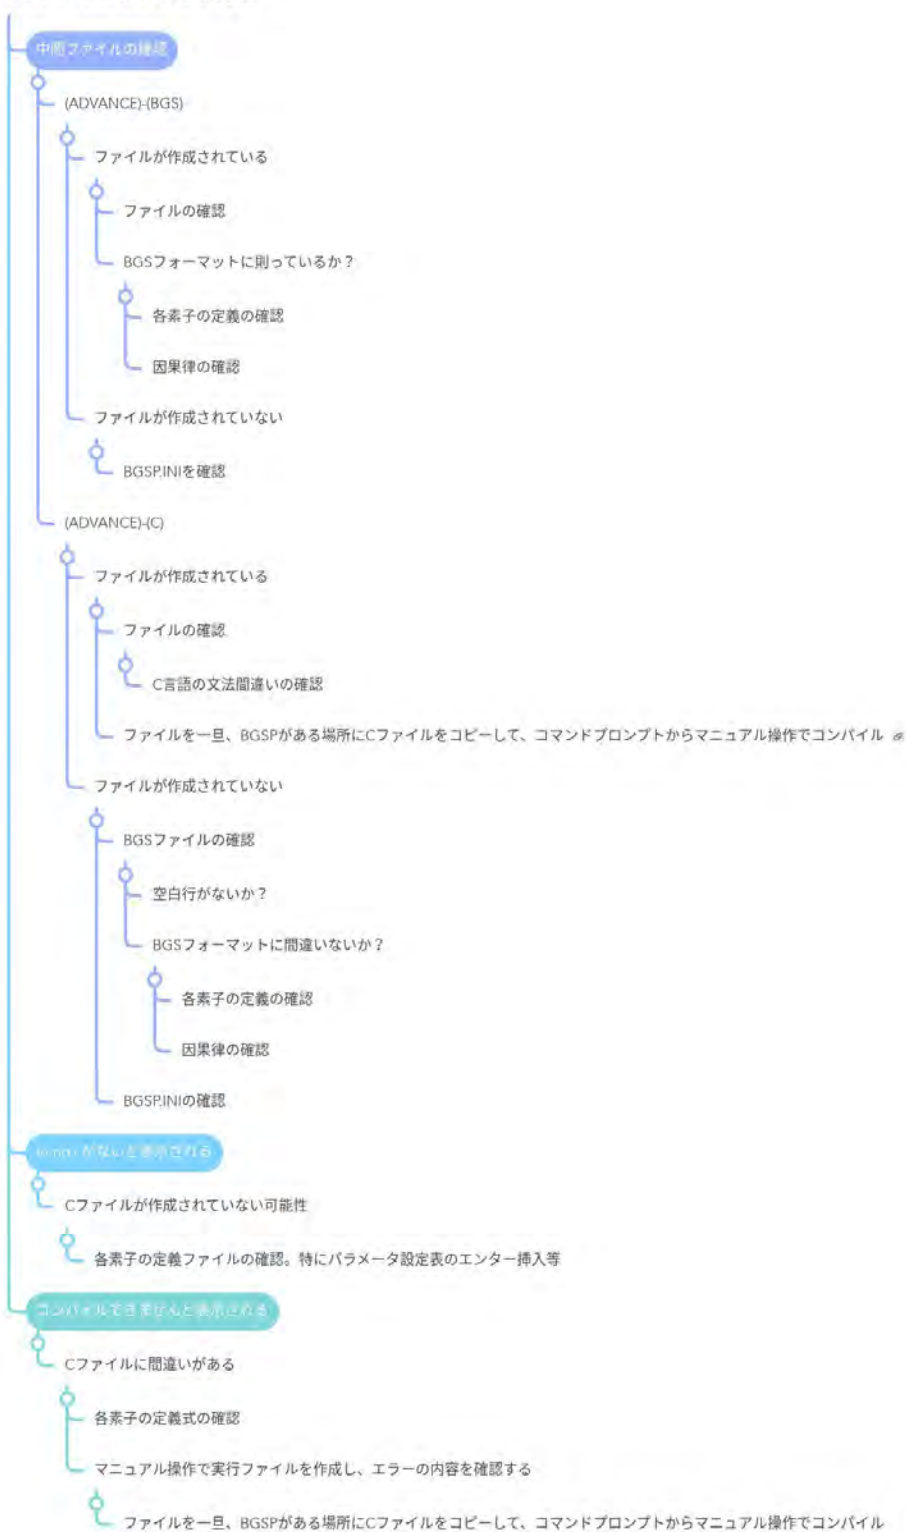 中間ファイルの確認
(ADVANCE)-(BGS)
ファイルが作成されている
ファイルの確認
BGSフォーマットに則っているか？
各素子の定義の確認
因果律の確認
ファイルが作成されていない
BGSP.INIを確認
(ADVANCE)-(C)
ファイルが作成されている
ファイルの確認
C言語の文法間違いの確認
ファイルを一旦、BGSPがある場所にCファイルをコピーして、コマンドプロンプトからマニュアル操作でコンパイル
ファイルが作成されていない
BGSファイルの確認
空白行がないか？
BGSフォーマットに間違いないか？
各素子の定義の確認
因果律の確認
BGSP.INIの確認
がないと表示される
Cファイルが作成されていない可能性
各素子の定義ファイルの確認。特にパラメータ設定表のエンター挿入等
コンパイルできませんと表示される
Cファイルに間違いがある
各素子の定義式の確認
マニュアル操作で実行ファイルを作成し、エラーの内容を確認する
ファイルを一旦、BGSPがある場所にCファイルをコピーして、コマンドプロンプトからマニュアル操作でコンパイル